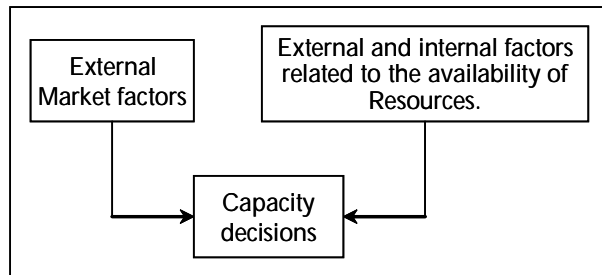 External
Market factors
External and internal factors
related to the availability of
Resources.
Capacity
decisions